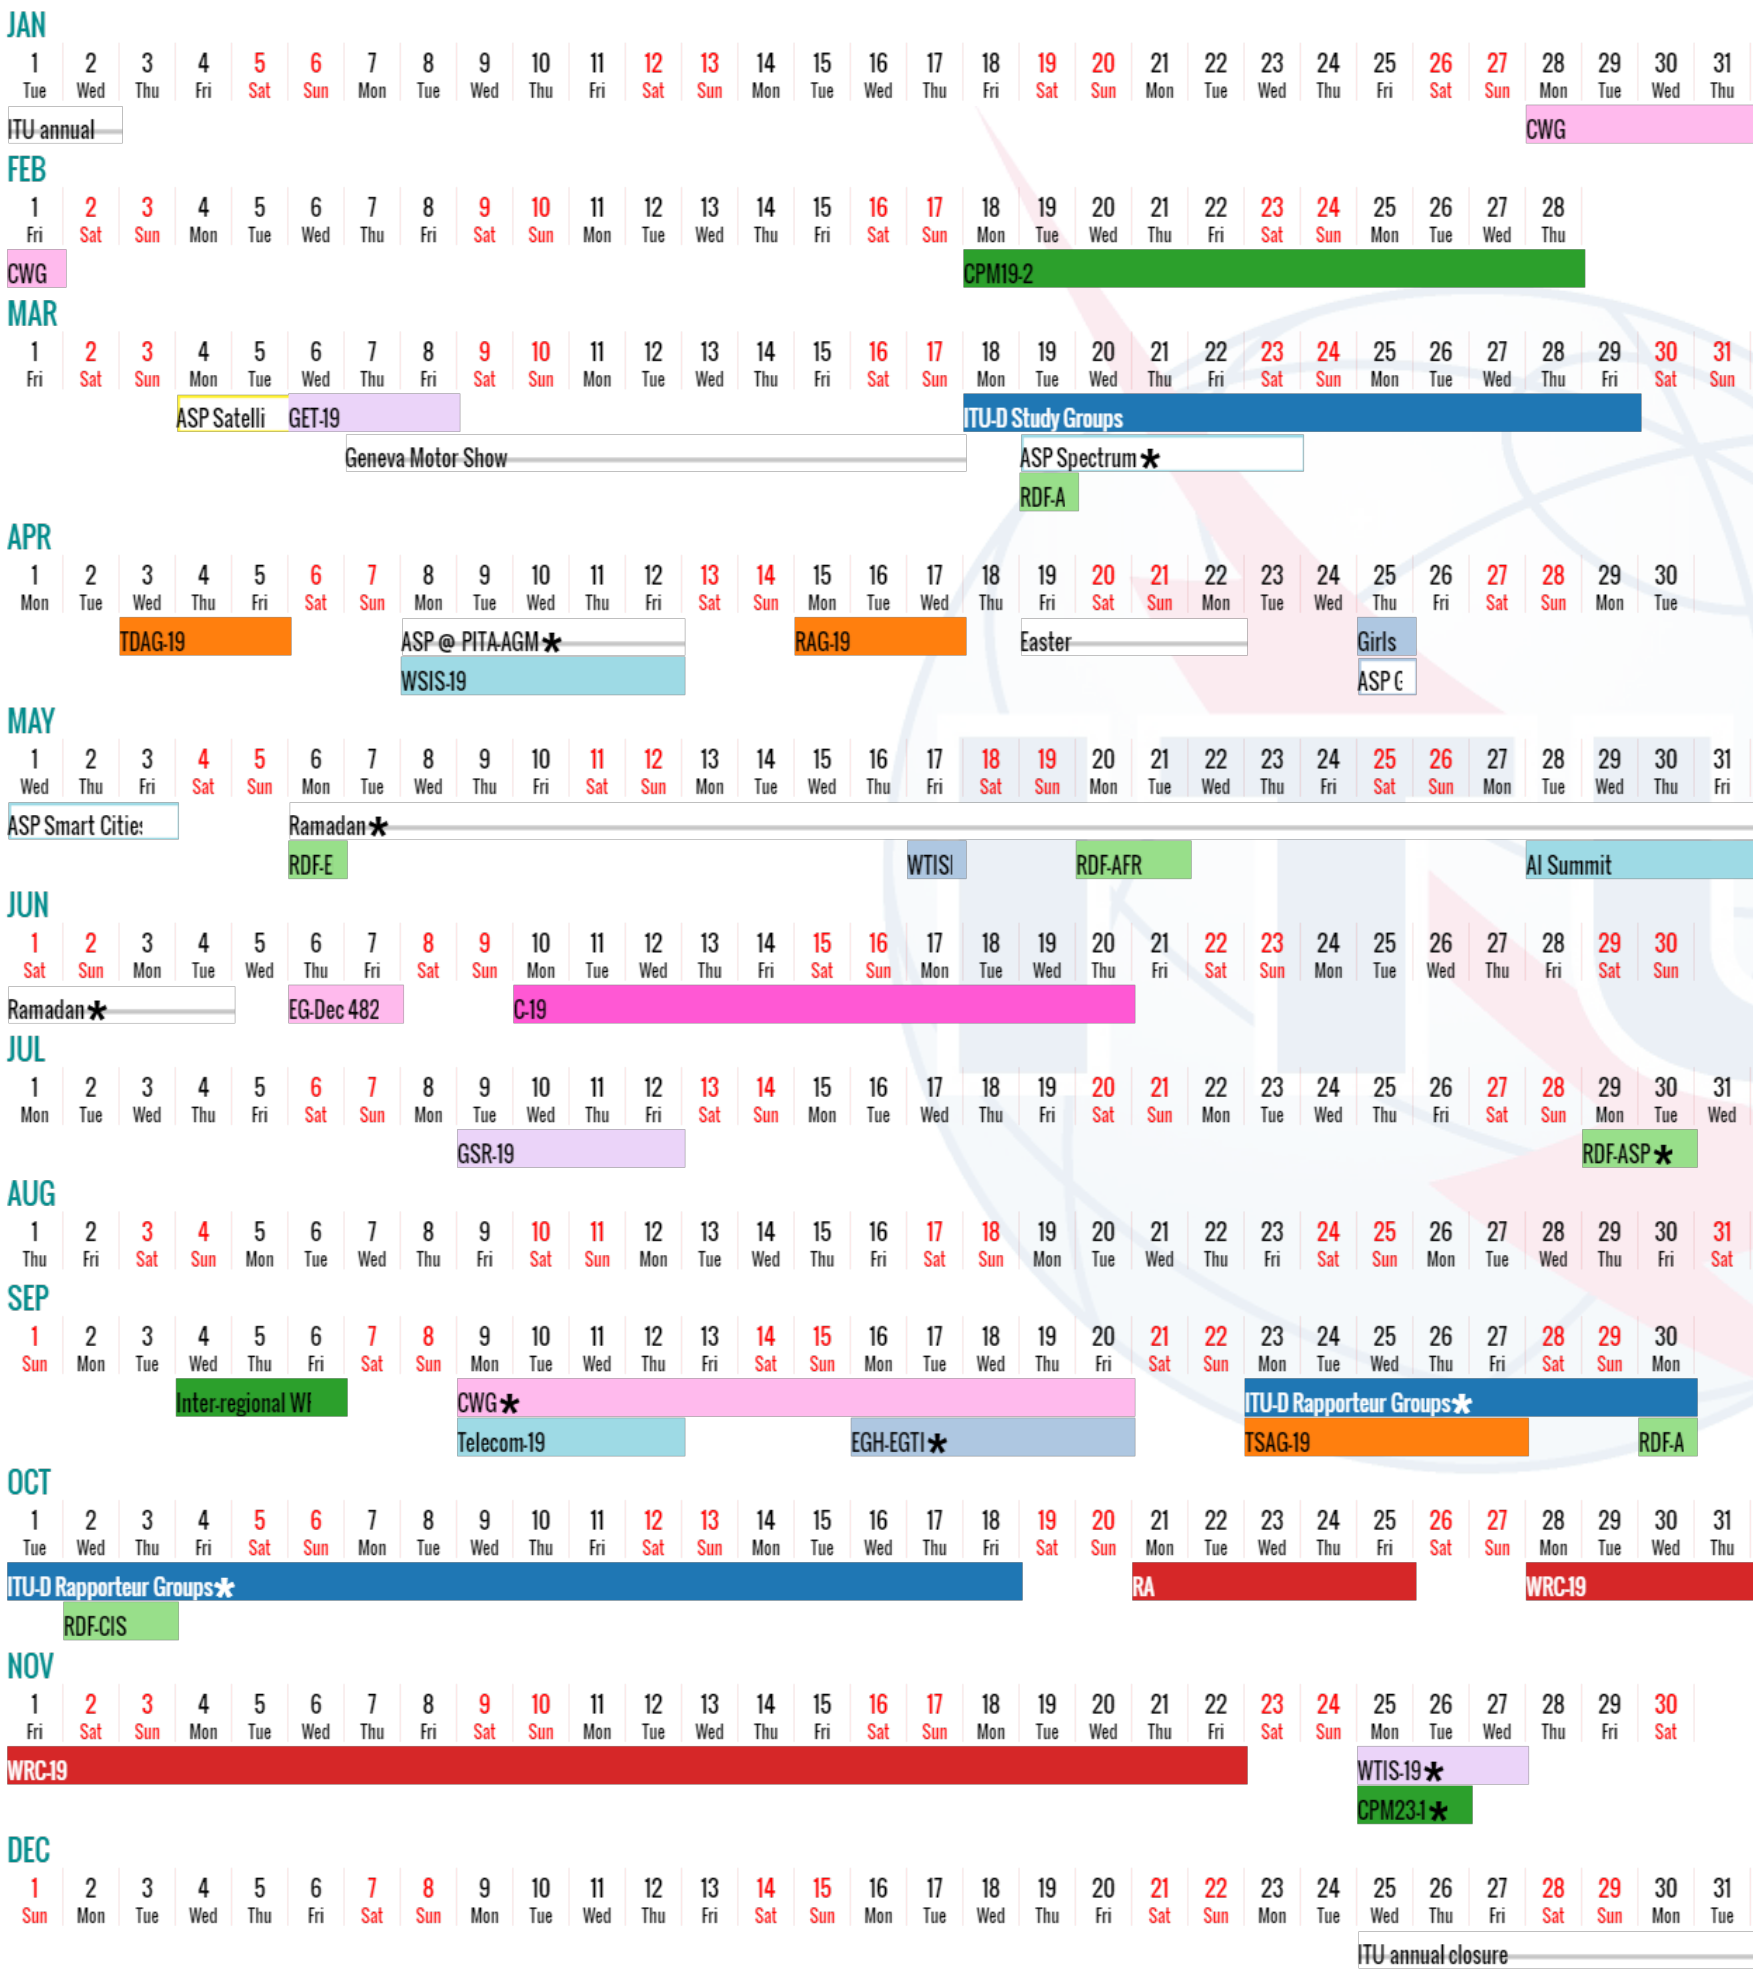 JAN
1 2 3 4 5 6 7 8 9 10 11 12 13 14 15 16 17 18 19 20 21 22 23 24 25 26 27 28 29 30 31
Tue Wed Thu Fri Sat Sun Mon Tue Wed Thu Fri Sat Sun Mon Tue Wed Thu Fri Sat Sun Mon Tue Wed Thu Fri Sat Sun Mon Tue Wed Thu
ITU annual CWG
FEB
1 2 3 4 5 6 7 8 9 10 11 12 13 14 15 16 17 18 19 20 21 22 23 24 25 26 27 28
Fri Sat Sun Mon Tue Wed Thu Fri Sat Sun Mon Tue Wed Thu Fri Sat Sun Mon Tue Wed Thu Fri Sat Sun Mon Tue Wed Thu
CWG CPM19-2
MAR
1 2 3 4 5 6 7 8 9 10 11 12 13 14 15 16 17 18 19 20 21 22 23 24 25 26 27 28 29 30 31
Fri Sat Sun Mon Tue Wed Thu Fri Sat Sun Mon Tue Wed Thu Fri Sat Sun Mon Tue Wed Thu Fri Sat Sun Mon Tue Wed Thu Fri Sat Sun
ASP Satelli GET-19 ITU-D Study Groups
Geneva Motor Show ASP Spectrum★
RDF-A
APR
1 2 3 4 5 6 7 8 9 10 11 12 13 14 15 16 17 18 19 20 21 22 23 24 25 26 27 28 29 30
Mon Tue Wed Thu Fri Sat Sun Mon Tue Wed Thu Fri Sat Sun Mon Tue Wed Thu Fri Sat Sun Mon Tue Wed Thu Fri Sat Sun Mon Tue
TDAG-19 ASP @ PITA-AGM★ RAG-19 Easter Girls
WSIS-19 ASP
MAY
1 2 3 4 5 6 7 8 9 10 11 12 13 14 15 16 17 18 19 20 21 22 23 24 25 26 27 28 29 30 31
Wed Thu Fri Sat Sun Mon Tue Wed Thu Fri Sat Sun Mon Tue Wed Thu Fri Sat Sun Mon Tue Wed Thu Fri Sat Sun Mon Tue Wed Thu Fri
ASP Smart Cities Ramadan★
RDF-E WTIS RDF-AFR AI Summit
JUN
1 2 3 4 5 6 7 8 9 10 11 12 13 14 15 16 17 18 19 20 21 22 23 24 25 26 27 28 29 30
Sat Sun Mon Tue Wed Thu Fri Sat Sun Mon Tue Wed Thu Fri Sat Sun Mon Tue Wed Thu Fri Sat Sun Mon Tue Wed Thu Fri Sat Sun
Ramadan★ EG-Dec 482 C-19
JUL
1 2 3 4 5 6 7 8 9 10 11 12 13 14 15 16 17 18 19 20 21 22 23 24 25 26 27 28 29 30 31
Mon Tue Wed Thu Fri Sat Sun Mon Tue Wed Thu Fri Sat Sun Mon Tue Wed Thu Fri Sat Sun Mon Tue Wed Thu Fri Sat Sun Mon Tue Wed
GSR-19 RDF-ASP★
AUG
1 2 3 4 5 6 7 8 9 10 11 12 13 14 15 16 17 18 19 20 21 22 23 24 25 26 27 28 29 30 31
Thu Fri Sat Sun Mon Tue Wed Thu Fri Sat Sun Mon Tue Wed Thu Fri Sat Sun Mon Tue Wed Thu Fri Sat Sun Mon Tue Wed Thu Fri Sat
SEP
1 2 3 4 5 6 7 8 9 10 11 12 13 14 15 16 17 18 19 20 21 22 23 24 25 26 27 28 29 30
Sun Mon Tue Wed Thu Fri Sat Sun Mon Tue Wed Thu Fri Sat Sun Mon Tue Wed Thu Fri Sat Sun Mon Tue Wed Thu Fri Sat Sun Mon
Inter-regional CWG★ ITU-D Rapporteur Groups★
Telecom-19 EGH-EGTI★ TSAG-19 RDF-A
OCT
1 2 3 4 5 6 7 8 9 10 11 12 13 14 15 16 17 18 19 20 21 22 23 24 25 26 27 28 29 30 31
Tue Wed Thu Fri Sat Sun Mon Tue Wed Thu Fri Sat Sun Mon Tue Wed Thu Fri Sat Sun Mon Tue Wed Thu Fri Sat Sun Mon Tue Wed Thu
ITU-D Rapporteur Groups★ RA WRC-19
RDF-CIS
NOV
1 2 3 4 5 6 7 8 9 10 11 12 13 14 15 16 17 18 19 20 21 22 23 24 25 26 27 28 29 30
Fri Sat Sun Mon Tue Wed Thu Fri Sat Sun Mon Tue Wed Thu Fri Sat Sun Mon Tue Wed Thu Fri Sat Sun Mon Tue Wed Thu Fri Sat
WRC-19 WTIS-19★
CPM23-1★
DEC
1 2 3 4 5 6 7 8 9 10 11 12 13 14 15 16 17 18 19 20 21 22 23 24 25 26 27 28 29 30 31
Sun Mon Tue Wed Thu Fri Sat Sun Mon Tue Wed Thu Fri Sat Sun Mon Tue Wed Thu Fri Sat Sun Mon Tue Wed Thu Fri Sat Sun Mon Tue
ITU annual closure